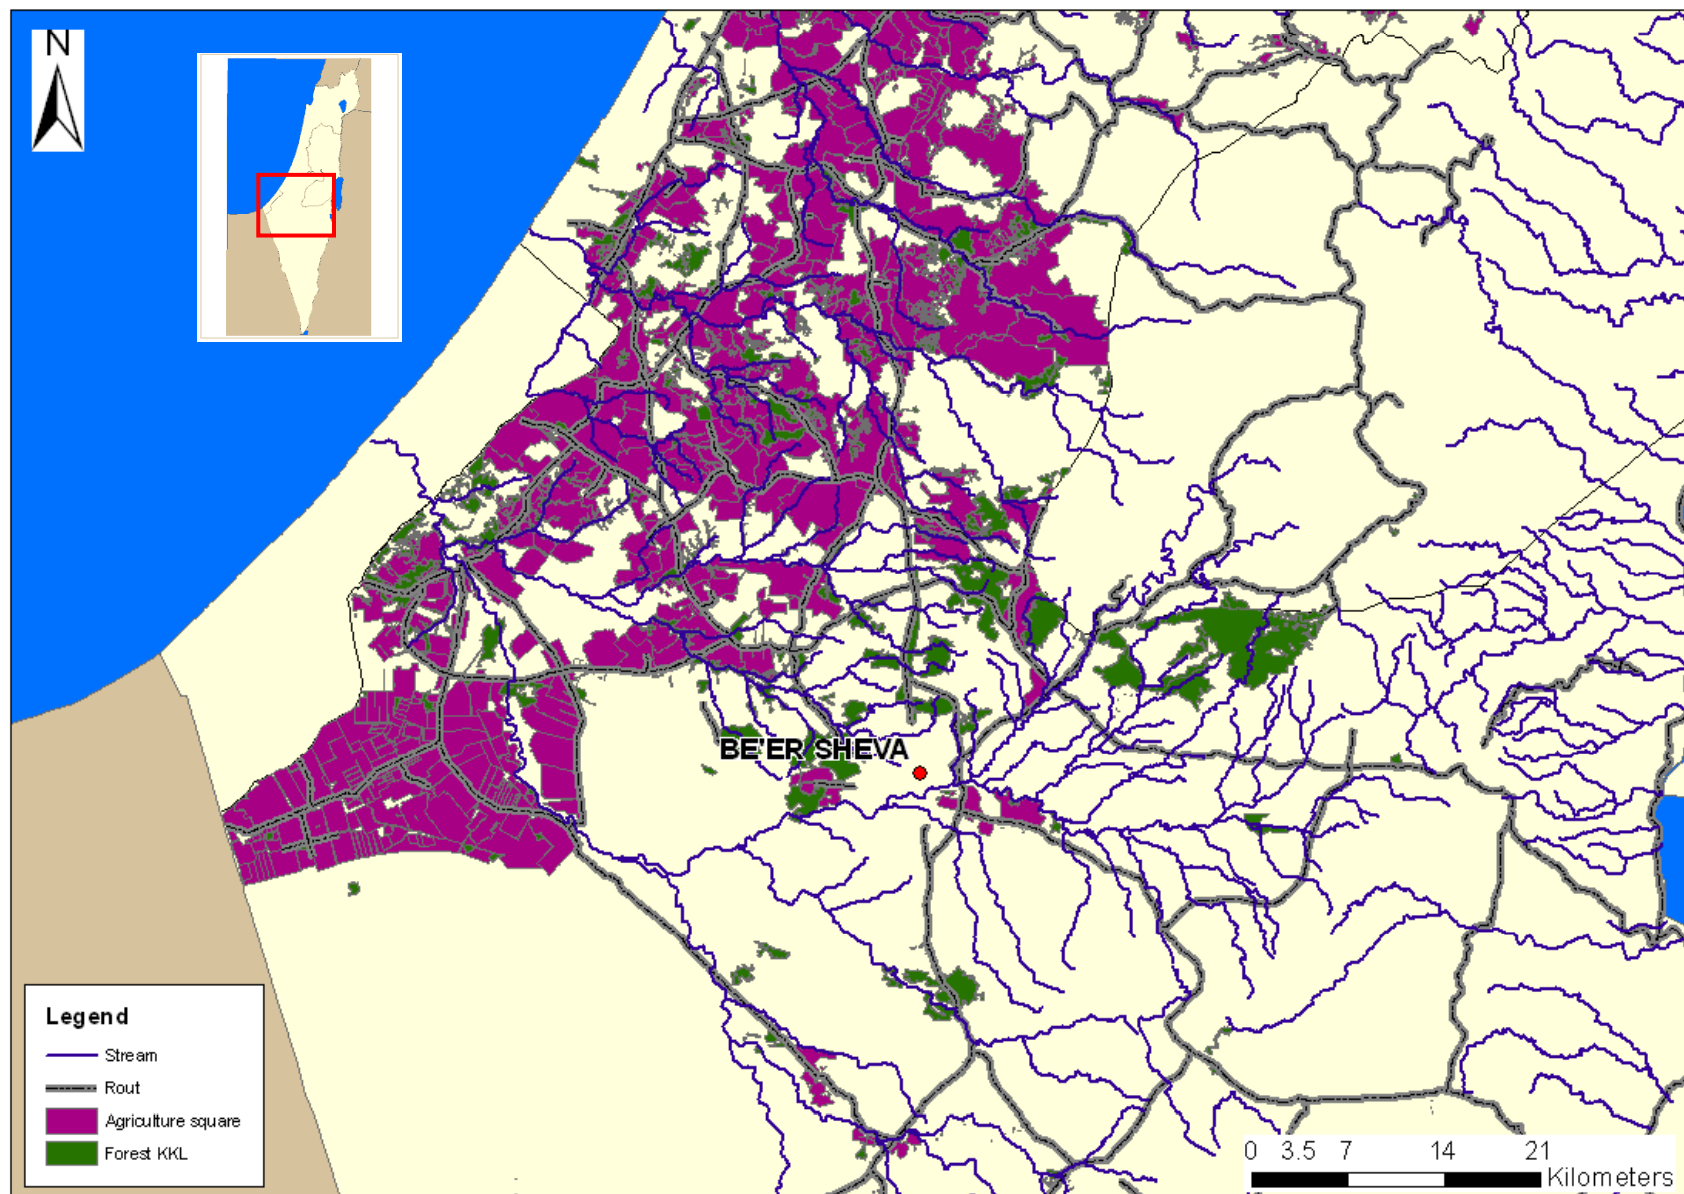 N
BE'ER SHEVA
Legend
Stream
Rout
Agriculture square
Forest KKL
0 3.5 7 14 21
Kilometers